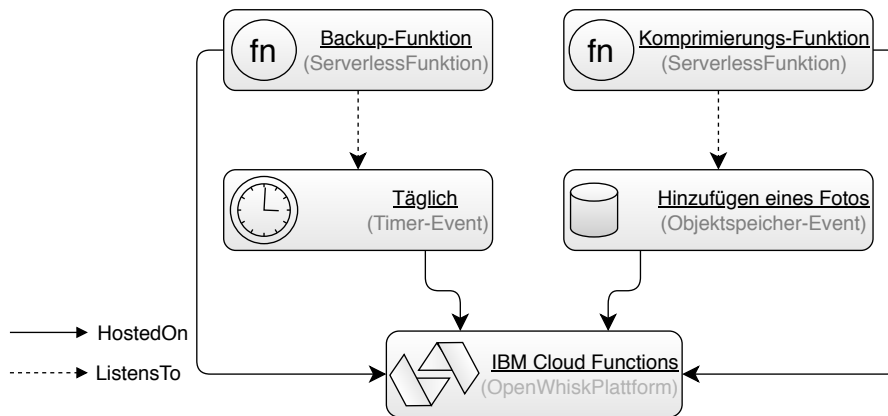 fn
Backup-Funktion
(ServerlessFunktion)
fn
Komprimierungs-Funktion
(ServerlessFunktion)
Täglich
(Timer-Event)
Hinzufügen eines Fotos
(Objektspeicher-Event)
HostedOn
ListensTo
IBM Cloud Functions
(OpenWhiskPlattform)